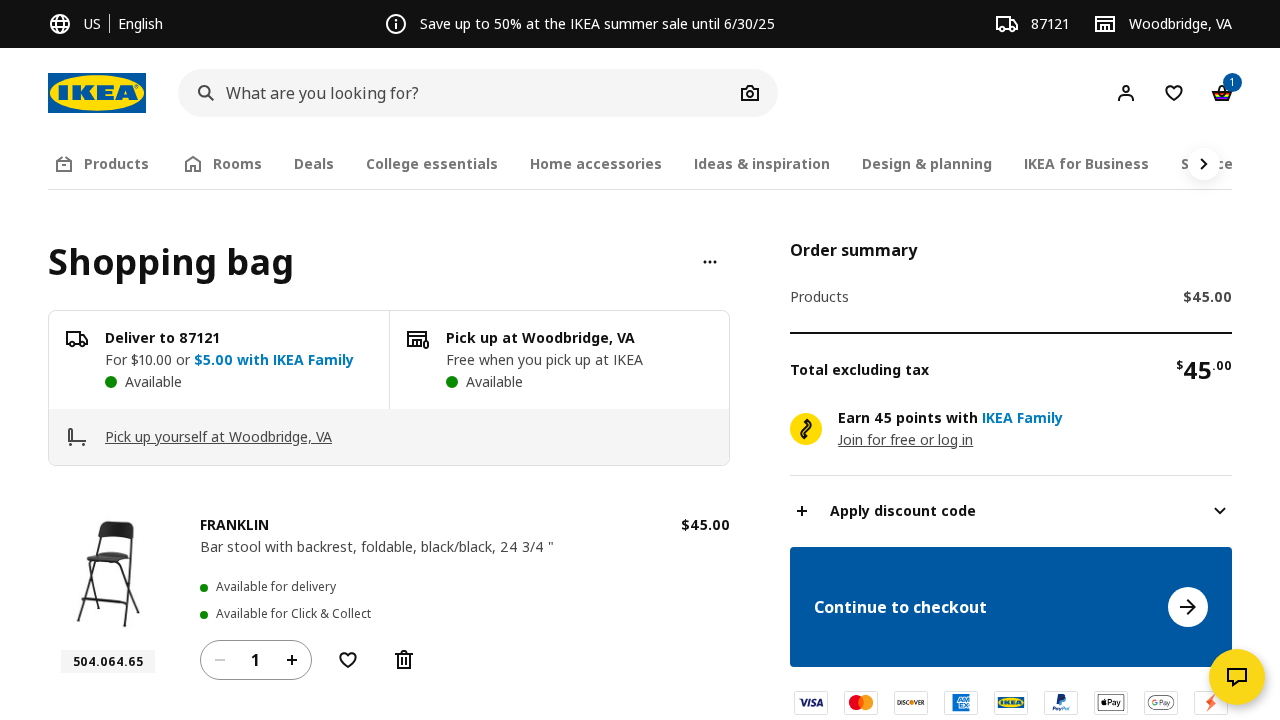 US English
Save up to 50% at the IKEA summer sale until 6/30/25
87121
Woodbridge, VA
IKEA
What are you looking for?
1
Products
Rooms
Deals
College essentials
Home accessories
Ideas & inspiration
Design & planning
IKEA for Business
Shopping bag
Deliver to 87121
For $10.00 or $5.00 with IKEA Family
Available
Pick up at Woodbridge, VA
Free when you pick up at IKEA
Available
Pick up yourself at Woodbridge, VA
FRANKLIN
$45.00
Bar stool with backrest, foldable, black/black, 24 3/4 "
Available for delivery
Available for Click & Collect
504.064.65
1
Order summary
Products $45.00
Total excluding tax $45.00
Earn 45 points with IKEA Family
Join for free or log in
Apply discount code
Continue to checkout
VISA
DISCOVER
AM EX
IKEA
PayPal
Pay
G Pay